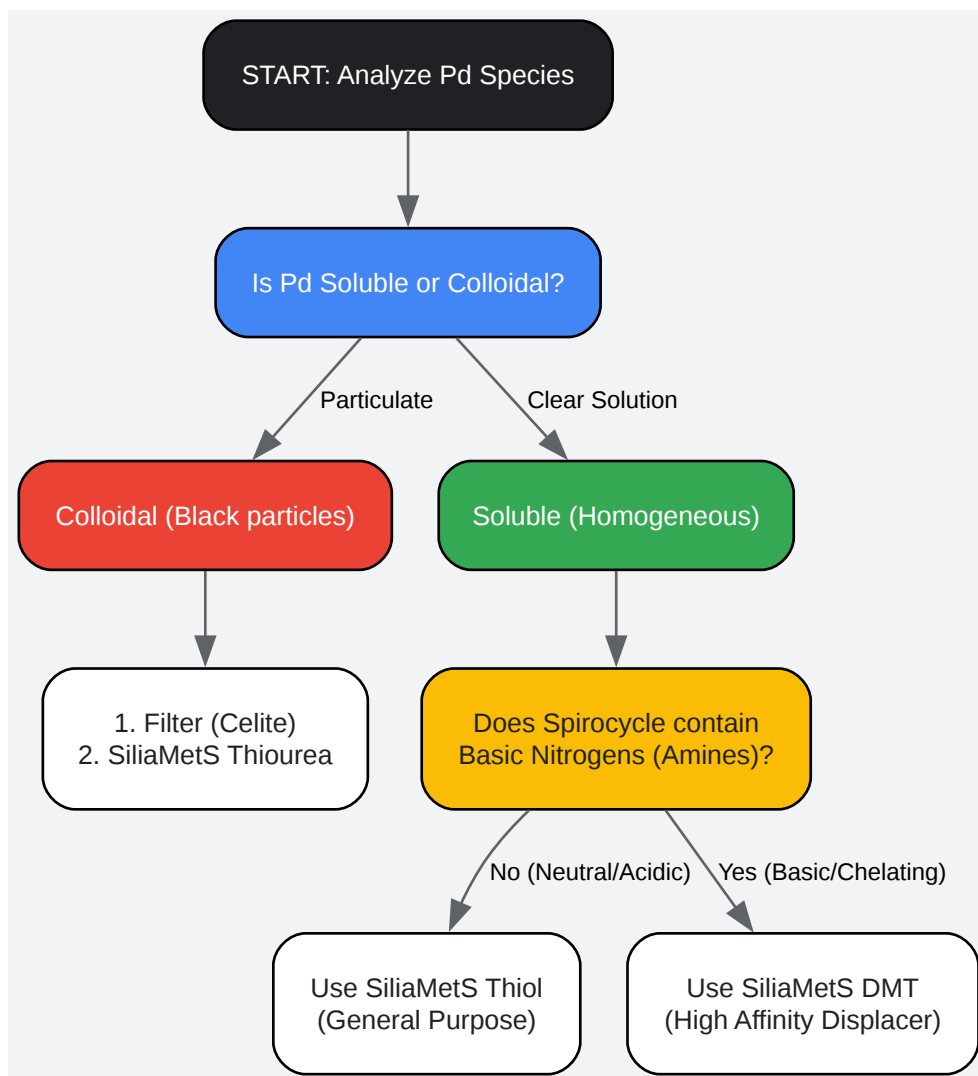 START: Analyze Pd Species
Is Pd Soluble or Colloidal?
Particulate
Clear Solution
Colloidal (Black particles)
Soluble (Homogeneous)
1. Filter (Celite)
2. SiliaMetS Thiourea
Does Spirocycle contain
Basic Nitrogens (Amines)?
No (Neutral/Acidic)
Yes (Basic/Chelating)
Use SiliaMetS Thiol
(General Purpose)
Use SiliaMetS DMT
(High Affinity Displacer)